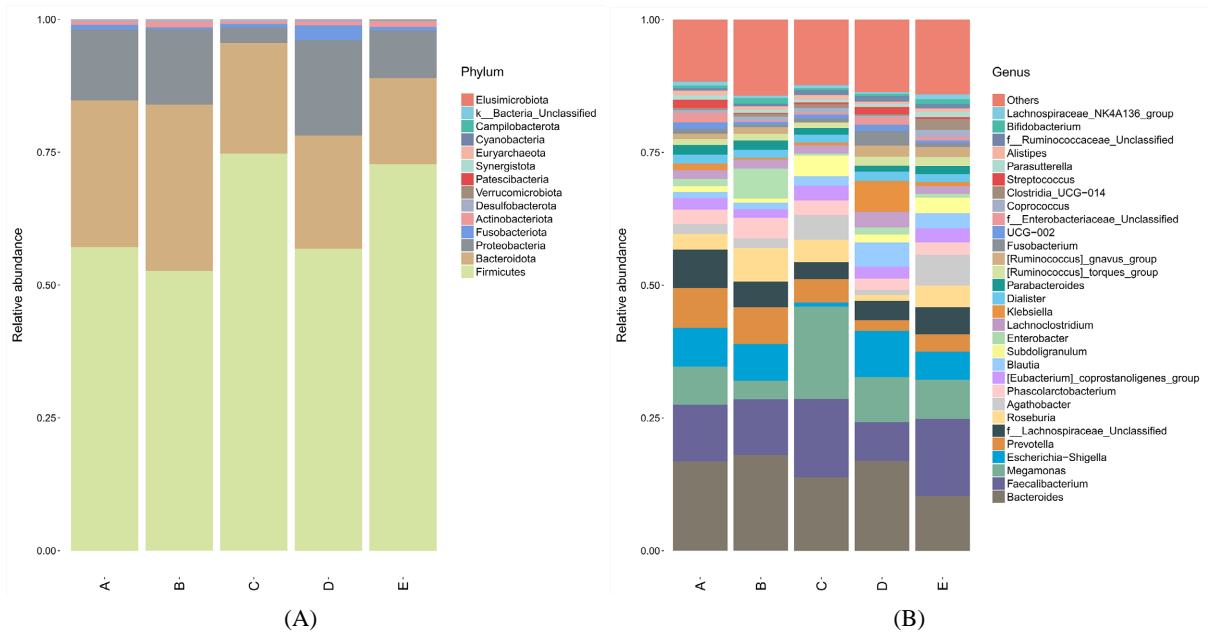 1.00
0.75
0.50
0.25
0.00
Relative abundance
A
B
C
D
E
Phylum
Elusimicrobiota
k__Bacteria_Unclassified
Campilobacterota
Cyanobacteria
Euryarchaeota
Synergistota
Patescibacteria
Verrucomicrobiota
Desulfobacterota
Actinobacteriota
Fusobacteriota
Proteobacteria
Bacteroidota
Firmicutes
(A)
1.00
0.75
0.50
0.25
0.00
Relative abundance
A
B
C
D
E
Genus
Others
Lachnospiraceae_NK4A136_group
Bifidobacterium
f__Ruminococcaceae_Unclassified
Alistipes
Parasutterella
Streptococcus
Clostridia_UCG−014
Coprococcus
f__Enterobacteriaceae_Unclassified
UCG−002
Fusobacterium
[Ruminococcus]_gnavus_group
[Ruminococcus]_torques_group
Parabacteroides
Dialister
Klebsiella
Lachnoclostridium
Enterobacter
Subdoligranulum
Blautia
[Eubacterium]_coprostanoligenes_group
Phascolarctobacterium
Agathobacter
Roseburia
f__Lachnospiraceae_Unclassified
Prevotella
Escherichia−Shigella
Megamonas
Faecalibacterium
Bacteroides
(B)